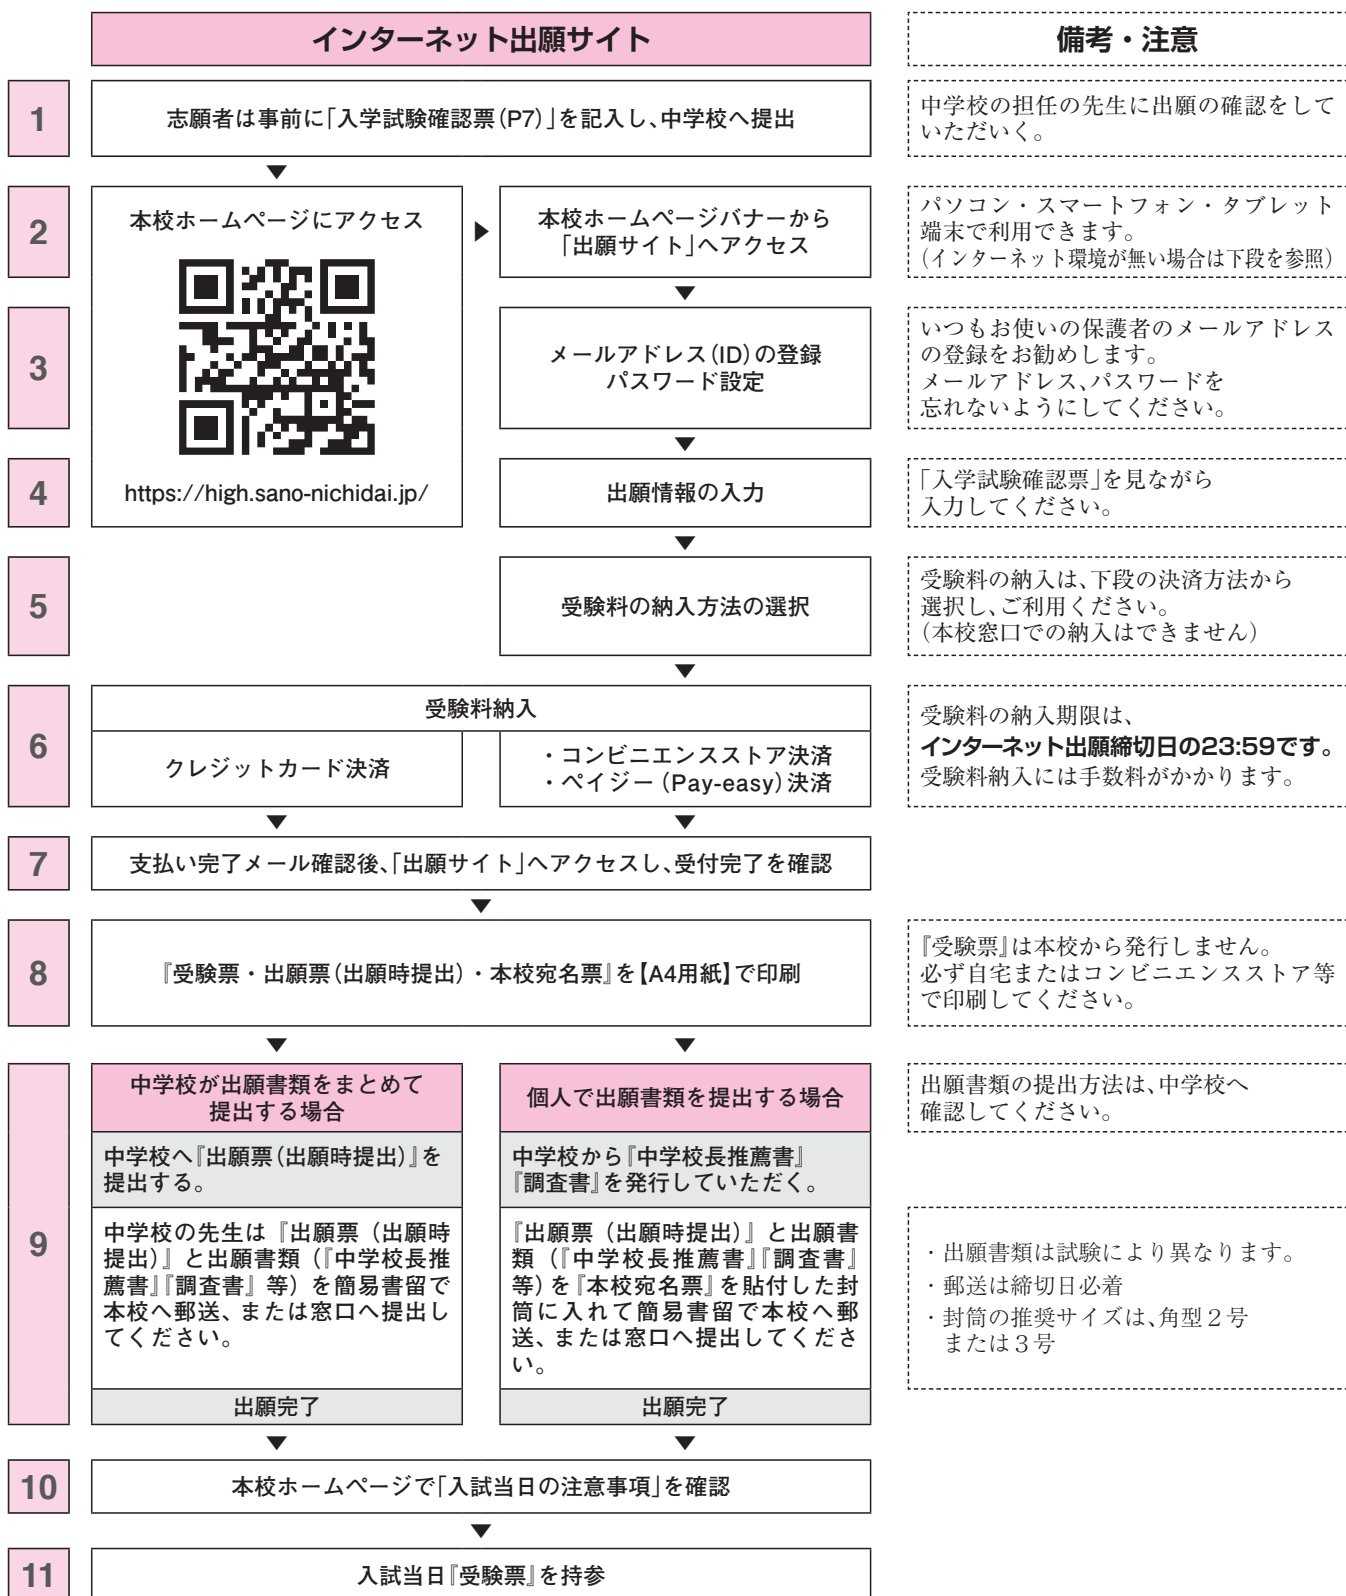 インターネット出願サイト
備考・注意
1
志願者は事前に「入学試験確認票(P7)」を記入し、中学校へ提出
中学校の担任の先生に出願の確認をして
いただいく。
2
本校ホームページにアクセス
https://high.sano-nichidai.jp/
本校ホームページバナーから
「出願サイト」へアクセス
パソコン・スマートフォン・タブレット
端末で利用できます。
(インターネット環境が無い場合は下段を参照)
3
メールアドレス(ID)の登録
パスワード設定
いつもお使いの保護者のメールアドレス
の登録をお勧めします。
メールアドレス、パスワードを
忘れないようにしてください。
4
出願情報の入力
「入学試験確認票」を見ながら
入力してください。
5
受験料の納入方法の選択
受験料の納入は、下段の決済方法から
選択し、ご利用ください。
(本校窓口での納入はできません)
6
受験料納入
クレジットカード決済
・コンビニエンスストア決済
・ペイジー(Pay-easy)決済
受験料の納入期限は、
インターネット出願締切日の23:59です。
受験料納入には手数料がかかります。
7
支払い完了メール確認後、「出願サイト」へアクセスし、受付完了を確認
8
『受験票・出願票(出願時提出)・本校宛名票』を【A4用紙】で印刷
『受験票』は本校から発行しません。
必ず自宅またはコンビニエンスストア等
で印刷してください。
9
中学校が出願書類をまとめて
提出する場合
中学校へ『出願票(出願時提出)』を
提出する。
中学校の先生は『出願票(出願時
提出)』と出願書類(『中学校長推
薦書』『調査書』等)を簡易書留で
本校へ郵送、または窓口へ提出し
てください。
出願完了
個人で出願書類を提出する場合
中学校から『中学校長推薦書』
『調査書』を発行していただく。
『出願票(出願時提出)』と出願書
類(『中学校長推薦書』『調査書』
等)を『本校宛名票』を貼付した封
筒に入れて簡易書留で本校へ郵
送、または窓口へ提出してくださ
い。
出願完了
出願書類の提出方法は、中学校へ
確認してください。
・出願書類は試験により異なります。
・郵送は締切日必着
・封筒の推奨サイズは、角型2号
または3号
10
本校ホームページで「入試当日の注意事項」を確認
11
入試当日『受験票』を持参